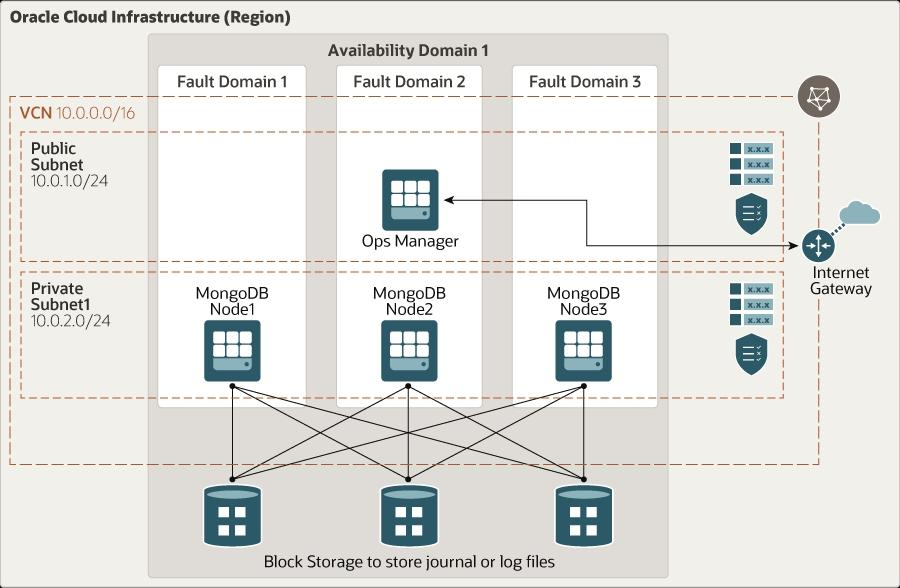 Oracle Cloud Infrastructure (Region)
Availability Domain 1
Fault Domain 1
Fault Domain 2
Fault Domain 3
VCN 10.0.0.0/16
Public
Subnet
10.0.1.0/24
x.x.x
x.x.x
x.x.x
Ops Manager
Internet
Gateway
Private
Subnet1
10.0.2.0/24
MongoDB
Node1
MongoDB
Node2
MongoDB
Node3
x.x.x
x.x.x
x.x.x
Block Storage to store journal or log files